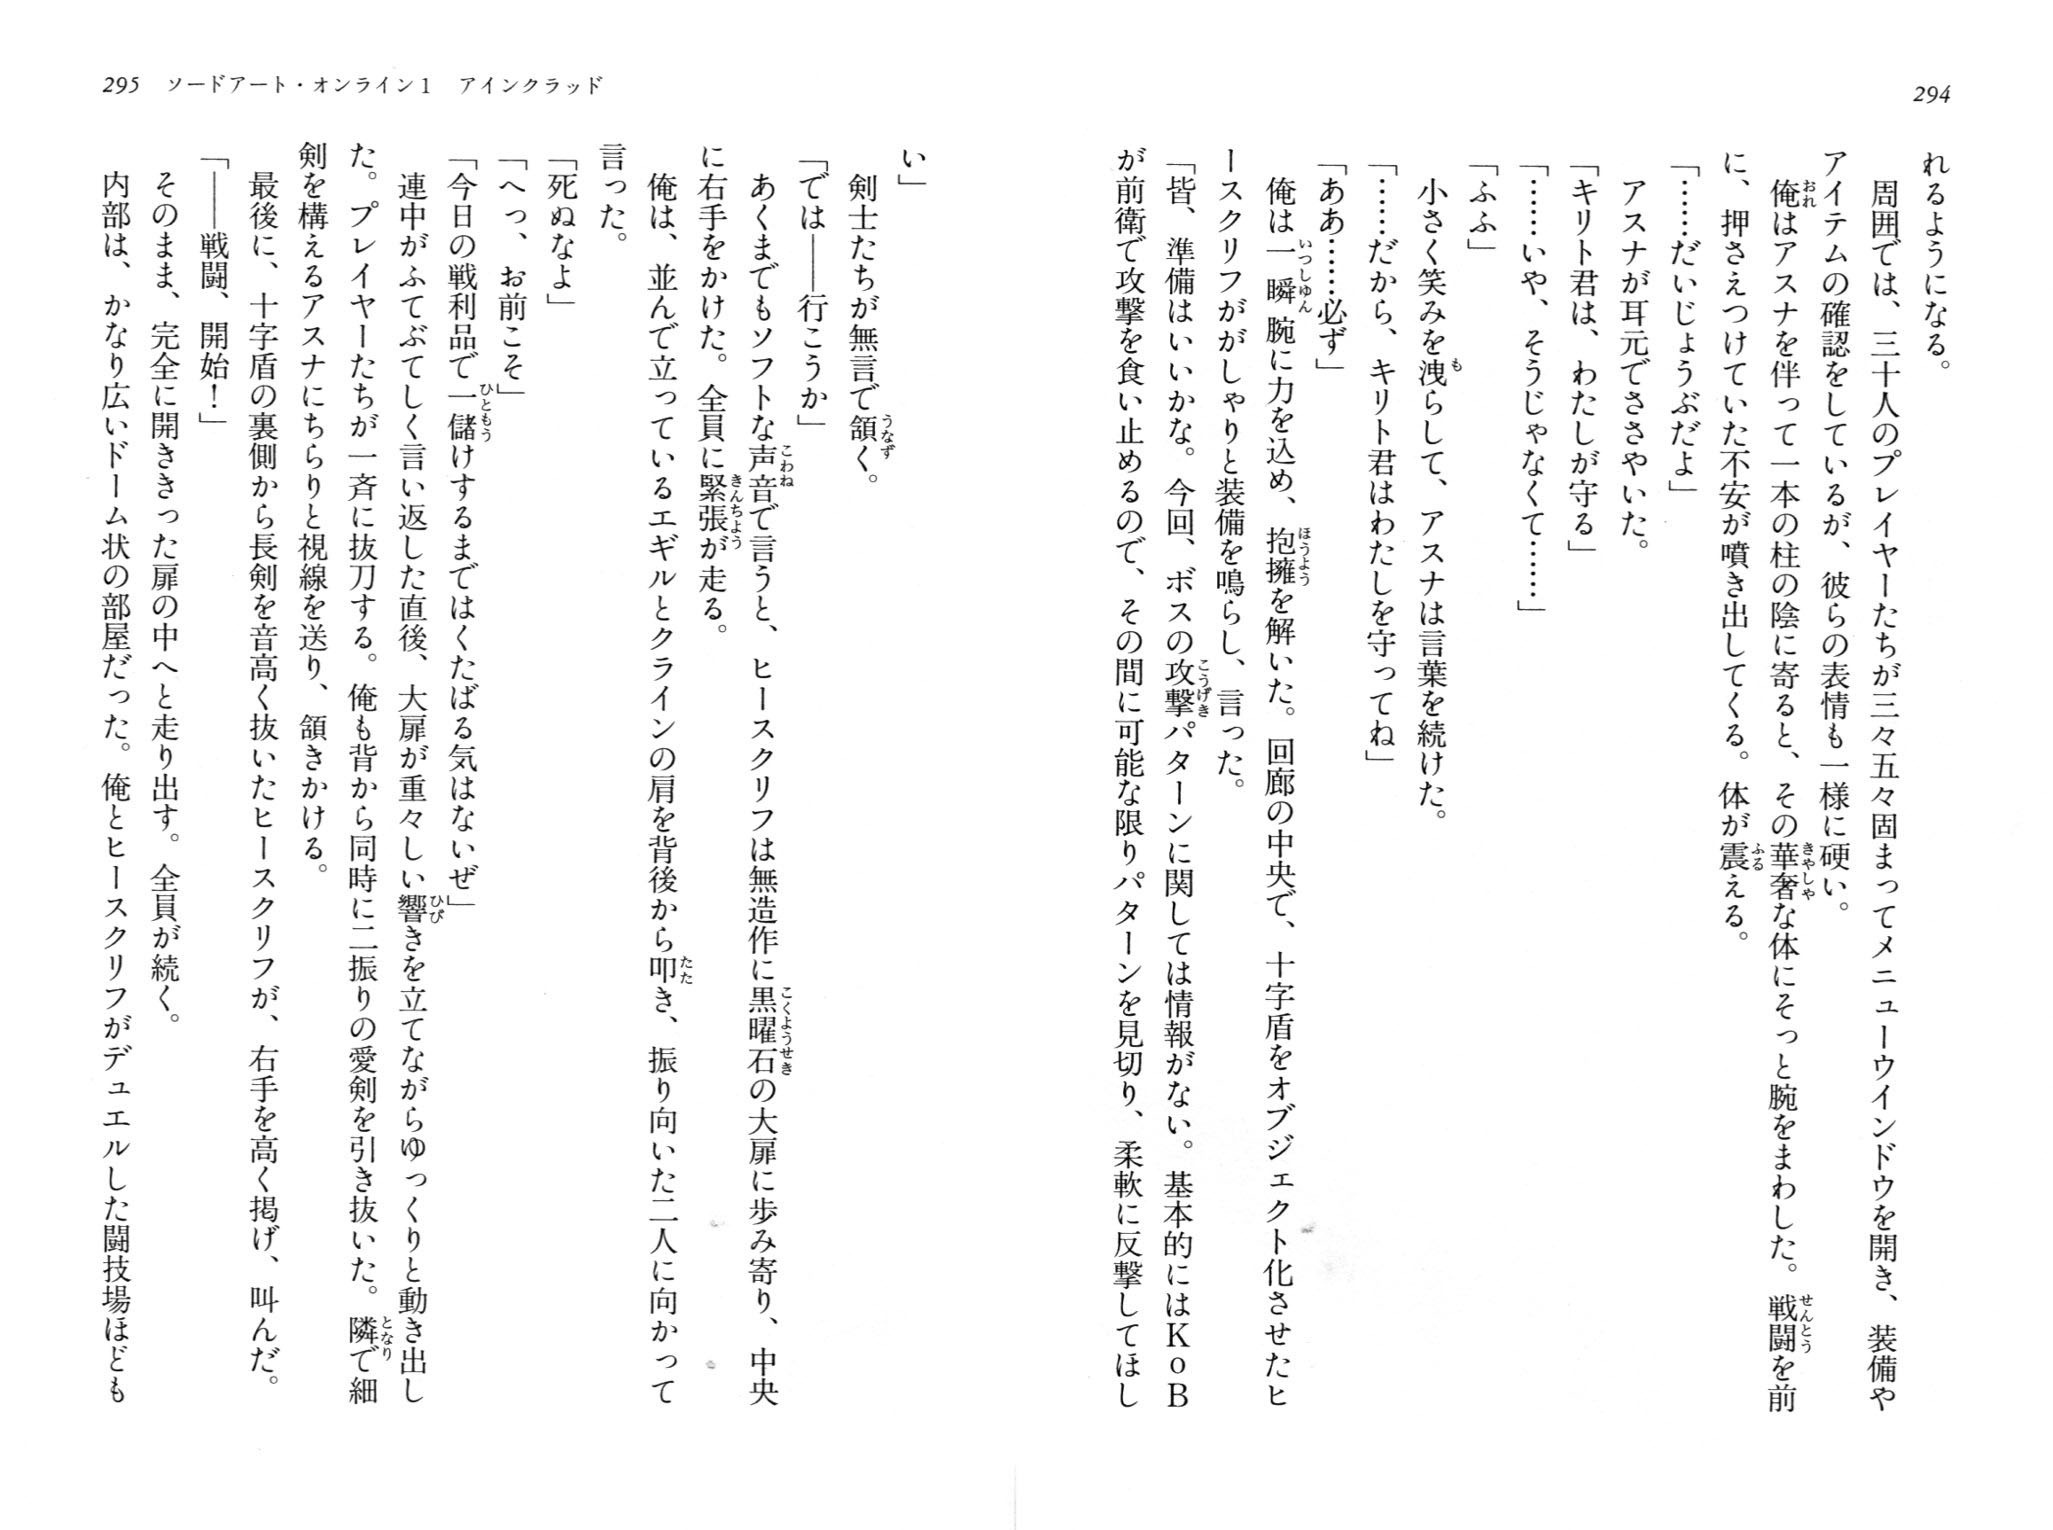 294
れるようになる。
　周囲では、三十人のプレイヤーたちが三々五々固まってメニューウインドウを開き、装備や
アイテムの確認をしているが、彼らの表情も一様に硬い。
　俺はアスナを伴って一本の柱の陰に寄ると、その華奢な体にそっと腕をまわした。戦闘を前
に、押さえつけていた不安が噴き出してくる。体が震える。
「……だいじょうぶだよ」
　アスナが耳元でささやいた。
「キリト君は、わたしが守る」
「……いや、そうじゃなくて……」
「ふふ」
　小さく笑みを洩らして、アスナは言葉を続けた。
「……だから、キリト君はわたしを守ってね」
「ああ……必ず」
　俺は一瞬腕に力を込め、抱擁を解いた。回廊の中央で、十字盾をオブジェクト化させたヒ
ースクリフががしゃりと装備を鳴らし、言った。
「皆、準備はいいかな。今回、ボスの攻撃パターンに関しては情報がない。基本的にはＫｏＢ
が前衛で攻撃を食い止めるので、その間に可能な限りパターンを見切り、柔軟に反撃してほし
295　ソードアート・オンライン1　アインクラッド
い」
　剣士たちが無言で頷く。
「では――行こうか」
　あくまでもソフトな声音で言うと、ヒースクリフは無造作に黒曜石の大扉に歩み寄り、中央
に右手をかけた。全員に緊張が走る。
　俺は、並んで立っているエギルとクラインの肩を背後から叩き、振り向いた二人に向かって
言った。
「死ぬなよ」
「へっ、お前こそ」
「今日の戦利品で一儲けするまではくたばる気はないぜ」
　連中がふてぶてしく言い返した直後、大扉が重々しい響きを立てながらゆっくりと動き出し
た。プレイヤーたちが一斉に抜刀する。俺も背から同時に二振りの愛剣を引き抜いた。隣で細
剣を構えるアスナにちらりと視線を送り、頷きかける。
　最後に、十字盾の裏側から長剣を音高く抜いたヒースクリフが、右手を高く掲げ、叫んだ。
「――戦闘、開始！」
　そのまま、完全に開ききった扉の中へと走り出す。全員が続く。
　内部は、かなり広いドーム状の部屋だった。俺とヒースクリフがデュエルした闘技場ほども